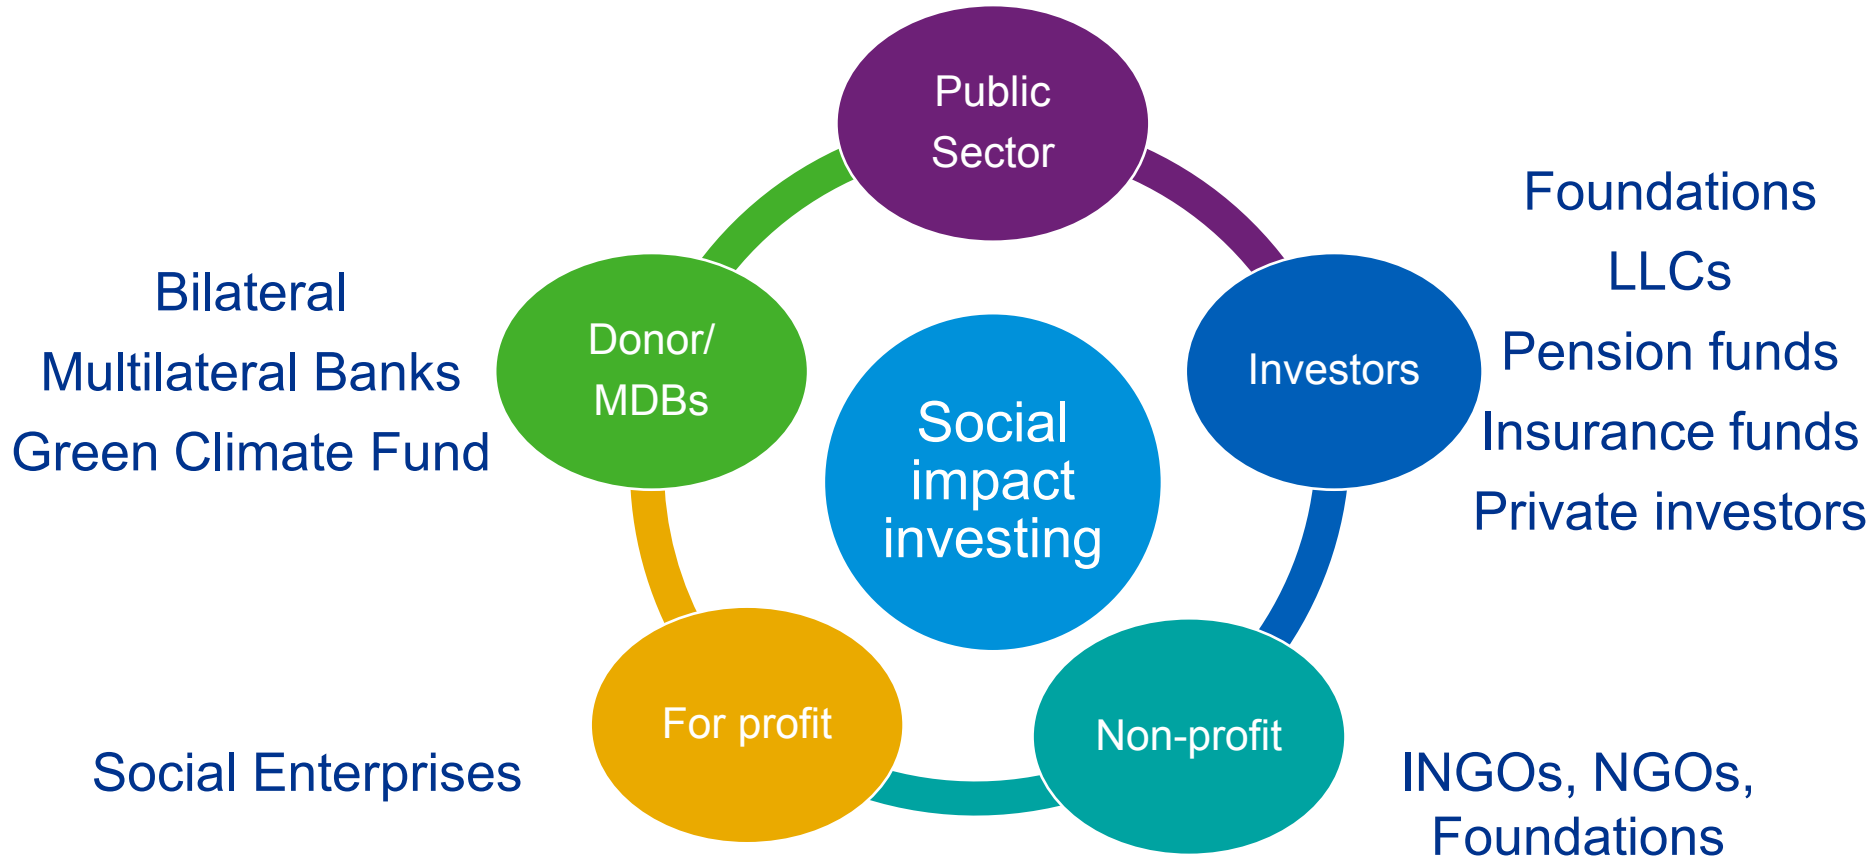 Public
Sector
Foundations
LLCs
Pension funds
Insurance funds
Private investors
Bilateral
Multilateral Banks
Green Climate Fund
Donor/
MDBs
Investors
Social
impact
investing
For profit
Non-profit
Social Enterprises
INGOs, NGOs,
Foundations